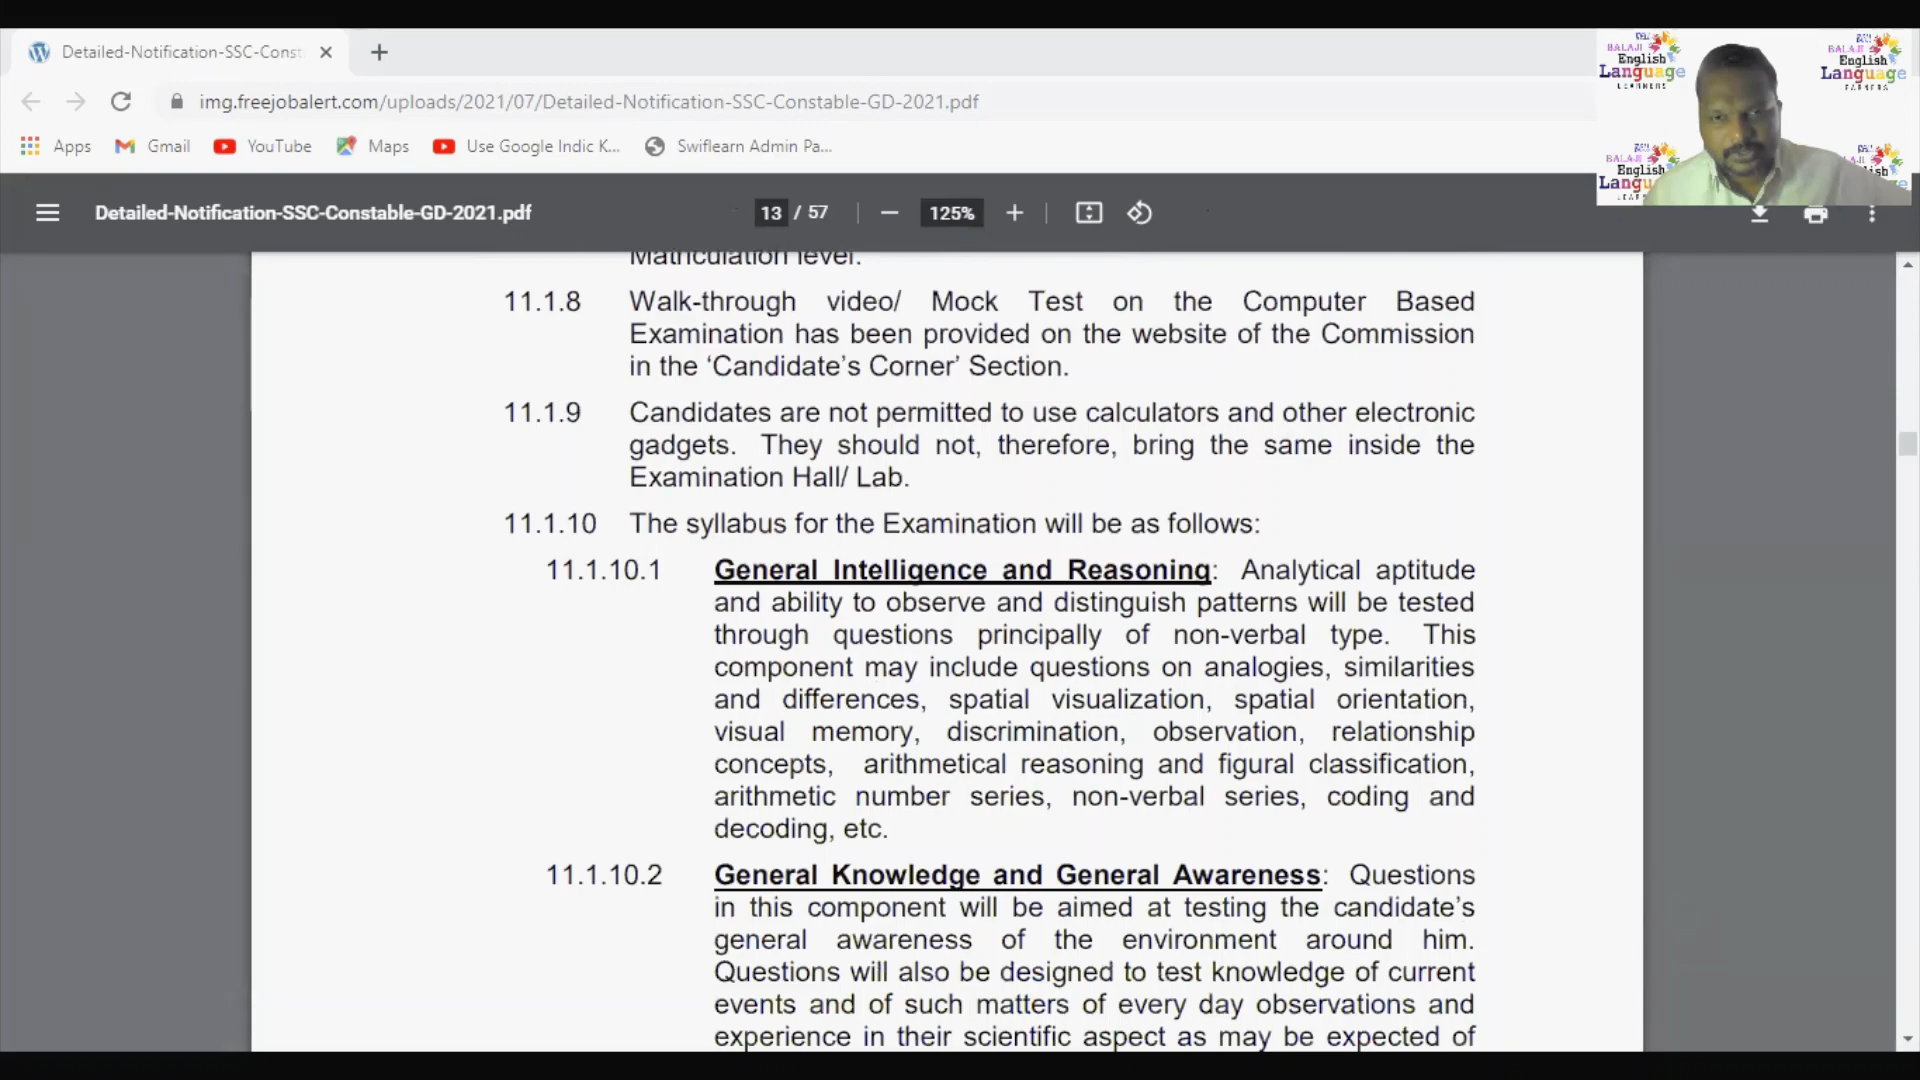 Detailed-Notification-SSC-Const
img.freejobalert.com/uploads/2021/07/Detailed-Notification-SSC-Constable-GD-2021.pdf
Apps Gmail YouTube Maps Use Google Indic K... Swiflearn Admin Pa...
BALAJI
English
Language
LEARNERS
BALAJI
English
Language
BALAJI
English
Detailed-Notification-SSC-Constable-GD-2021.pdf 13 / 57 125%
Matriculation level.
11.1.8 Walk-through video/ Mock Test on the Computer Based
Examination has been provided on the website of the Commission
in the ‘Candidate’s Corner’ Section.
11.1.9 Candidates are not permitted to use calculators and other electronic
gadgets. They should not, therefore, bring the same inside the
Examination Hall/ Lab.
11.1.10 The syllabus for the Examination will be as follows:
11.1.10.1 General Intelligence and Reasoning: Analytical aptitude
and ability to observe and distinguish patterns will be tested
through questions principally of non-verbal type. This
component may include questions on analogies, similarities
and differences, spatial visualization, spatial orientation,
visual memory, discrimination, observation, relationship
concepts, arithmetical reasoning and figural classification,
arithmetic number series, non-verbal series, coding and
decoding, etc.
11.1.10.2 General Knowledge and General Awareness: Questions
in this component will be aimed at testing the candidate’s
general awareness of the environment around him.
Questions will also be designed to test knowledge of current
events and of such matters of every day observations and
experience in their scientific aspect as may be expected of